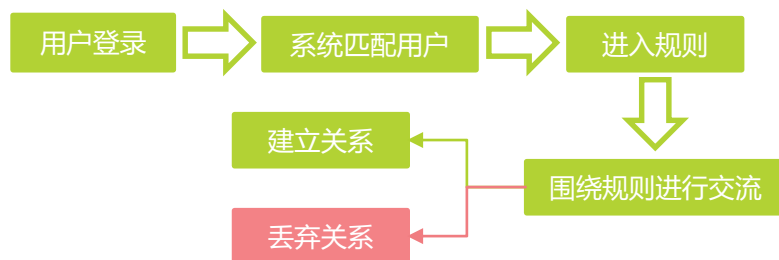 用户登录
系统匹配用户
进入规则
建立关系
围绕规则进行交流
丢弃关系